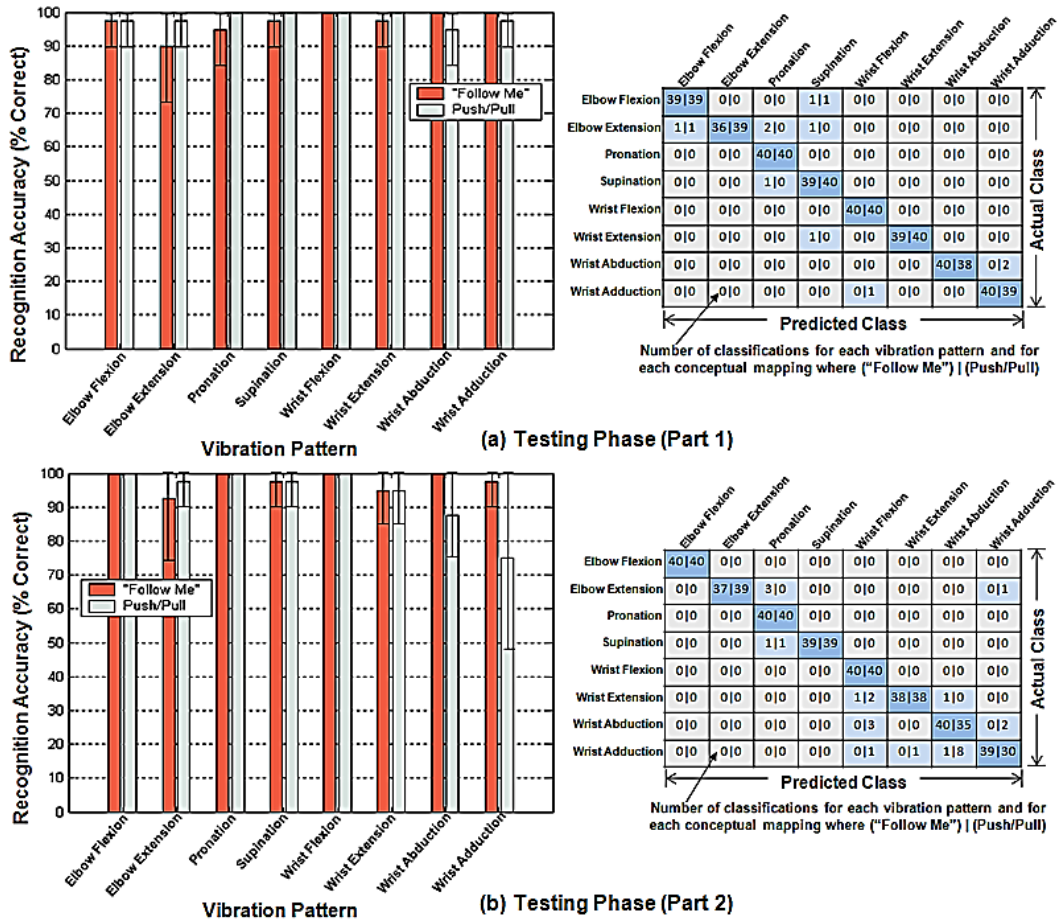 Recognition Accuracy (% Correct)
100
90
80
70
60
50
40
30
20
10
0
"Follow Me"
Push/Pull
Elbow Flexion
Elbow Extension
Pronation
Supination
Wrist Flexion
Wrist Extension
Wrist Abduction
Wrist Adduction
Vibration Pattern
Elbow Flexion
Elbow Extension
Pronation
Supination
Wrist Flexion
Wrist Extension
Wrist Abduction
Wrist Adduction
Elbow Flexion 39|39 0|0 0|0 1|1 0|0 0|0 0|0 0|0
Elbow Extension 1|1 36|39 2|0 1|0 0|0 0|0 0|0 0|0
Pronation 0|0 0|0 40|40 0|0 0|0 0|0 0|0 0|0
Supination 0|0 0|0 1|0 39|40 0|0 0|0 0|0 0|0
Wrist Flexion 0|0 0|0 0|0 0|0 40|40 0|0 0|0 0|0
Wrist Extension 0|0 0|0 0|0 1|0 0|0 39|40 0|0 0|0
Wrist Abduction 0|0 0|0 0|0 0|0 0|0 0|0 40|38 0|2
Wrist Adduction 0|0 0|0 0|0 0|0 0|1 0|0 0|0 40|39
Actual Class
Predicted Class
Number of classifications for each vibration pattern and for
each conceptual mapping where ("Follow Me") | (Push/Pull)
(a) Testing Phase (Part 1)
Recognition Accuracy (% Correct)
100
90
80
70
60
50
40
30
20
10
0
"Follow Me"
Push/Pull
Elbow Flexion
Elbow Extension
Pronation
Supination
Wrist Flexion
Wrist Extension
Wrist Abduction
Wrist Adduction
Vibration Pattern
Elbow Flexion
Elbow Extension
Pronation
Supination
Wrist Flexion
Wrist Extension
Wrist Abduction
Wrist Adduction
Elbow Flexion 40|40 0|0 0|0 0|0 0|0 0|0 0|0 0|0
Elbow Extension 0|0 37|39 3|0 0|0 0|0 0|0 0|0 0|1
Pronation 0|0 0|0 40|40 0|0 0|0 0|0 0|0 0|0
Supination 0|0 0|0 1|1 39|39 0|0 0|0 0|0 0|0
Wrist Flexion 0|0 0|0 0|0 0|0 40|40 0|0 0|0 0|0
Wrist Extension 0|0 0|0 0|0 0|0 1|2 38|38 1|0 0|0
Wrist Abduction 0|0 0|0 0|0 0|0 0|3 0|0 40|35 0|2
Wrist Adduction 0|0 0|0 0|0 0|0 0|1 0|1 1|8 39|30
Actual Class
Predicted Class
Number of classifications for each vibration pattern and for
each conceptual mapping where ("Follow Me") | (Push/Pull)
(b) Testing Phase (Part 2)